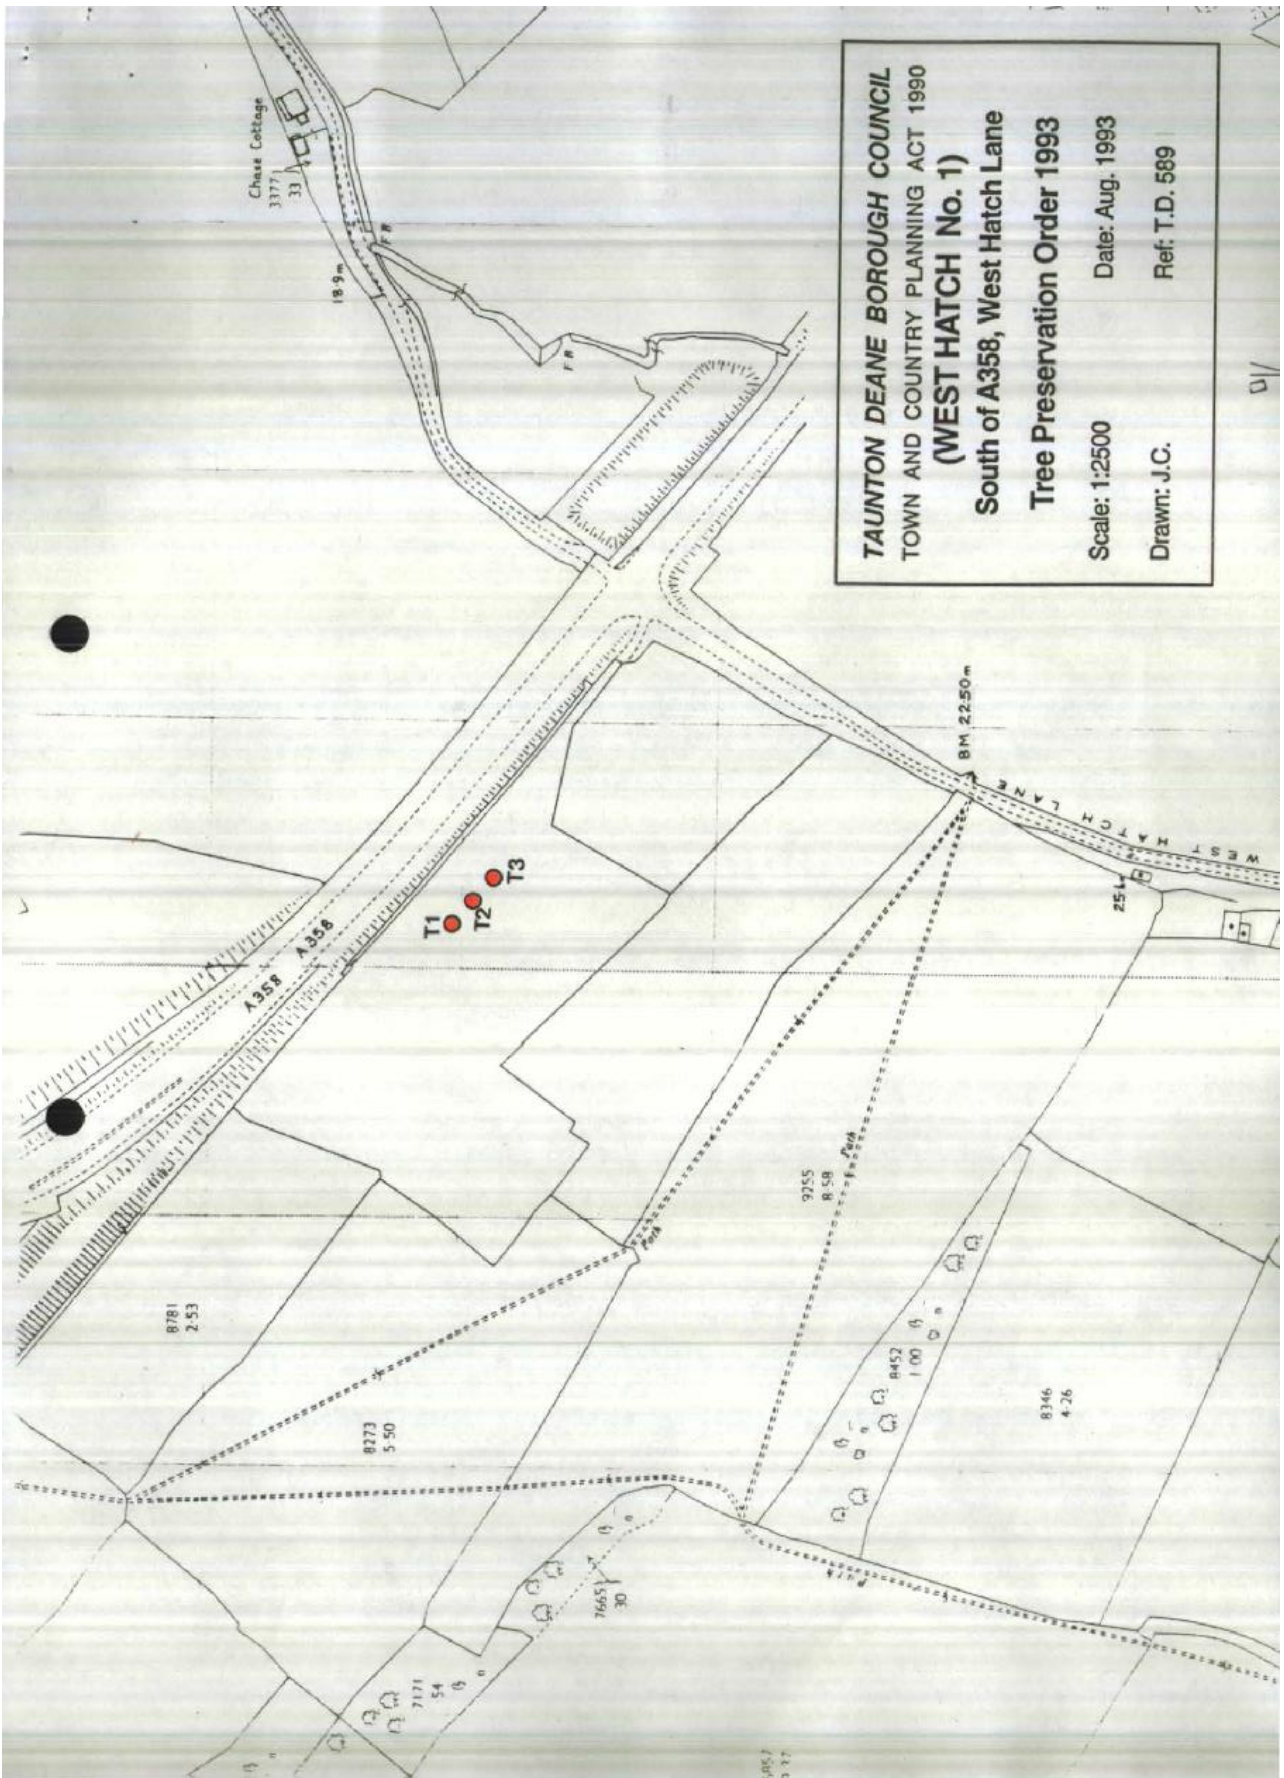 TAUNTON DEANE BOROUGH COUNCIL
TOWN AND COUNTRY PLANNING ACT 1990
(WEST HATCH No. 1)
South of A358, West Hatch Lane
Tree Preservation Order 1993
Scale: 1:2500
Date: Aug. 1993
Drawn: J.C.
Ref: T.D. 589
Chase Cottage
3377
33
18·9m
FB
FB
A358
A358
T1
T2
T3
BM 22·50m
WEST HATCH LANE
8781
2·53
8273
5·50
Path
9255
8·58
Path
8452
1·00
8346
4·26
7665
30
7171
54
Path